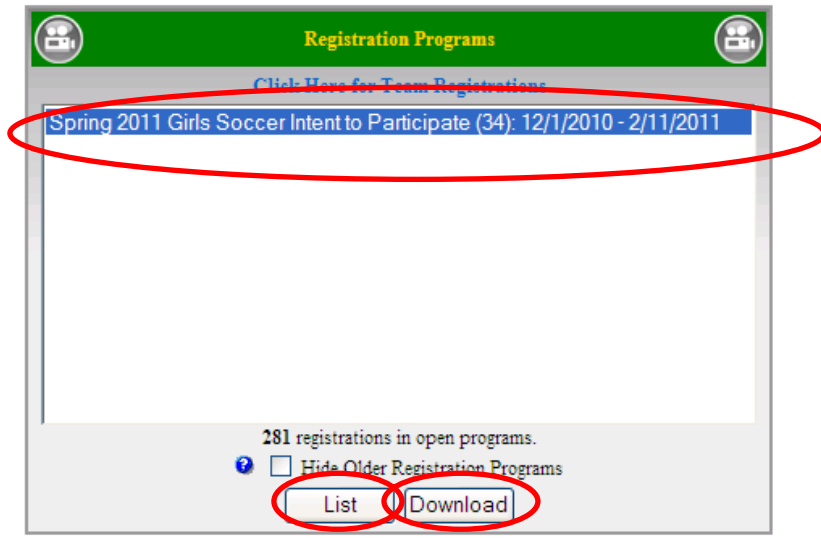 Registration Programs
Click Here for Team Registrations
Spring 2011 Girls Soccer Intent to Participate (34): 12/1/2010 - 2/11/2011
281 registrations in open programs.
Hide Older Registration Programs
List Download